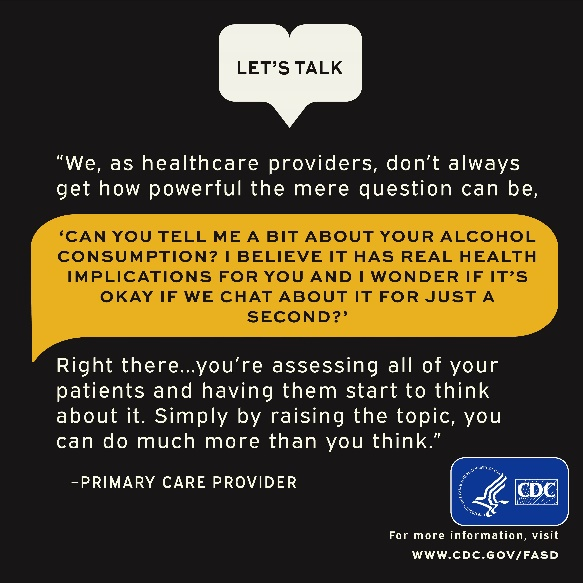 LET'S TALK
“We, as healthcare providers, don’t always
get how powerful the mere question can be,
‘CAN YOU TELL ME A BIT ABOUT YOUR ALCOHOL
CONSUMPTION? I BELIEVE IT HAS REAL HEALTH
IMPLICATIONS FOR YOU AND I WONDER IF IT’S
OKAY IF WE CHAT ABOUT IT FOR JUST A
SECOND?’
Right there...you’re assessing all of your
patients and having them start to think
about it. Simply by raising the topic, you
can do much more than you think.”
–PRIMARY CARE PROVIDER
CDC
For more information, visit
WWW.CDC.GOV/FASD